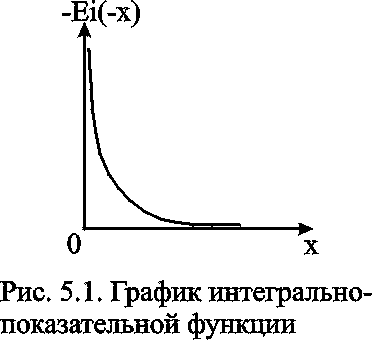 -Ei(-x)
0
x
Рис. 5.1. График интегрально-
показательной функции